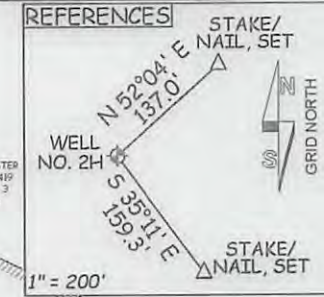 REFERENCES
STAKE/
NAIL, SET
N 52°04' E
137.0'
N
S
GRID NORTH
WELL
NO. 2H
S 35°11' E
159.3'
STAKE/
NAIL, SET
1" = 200'